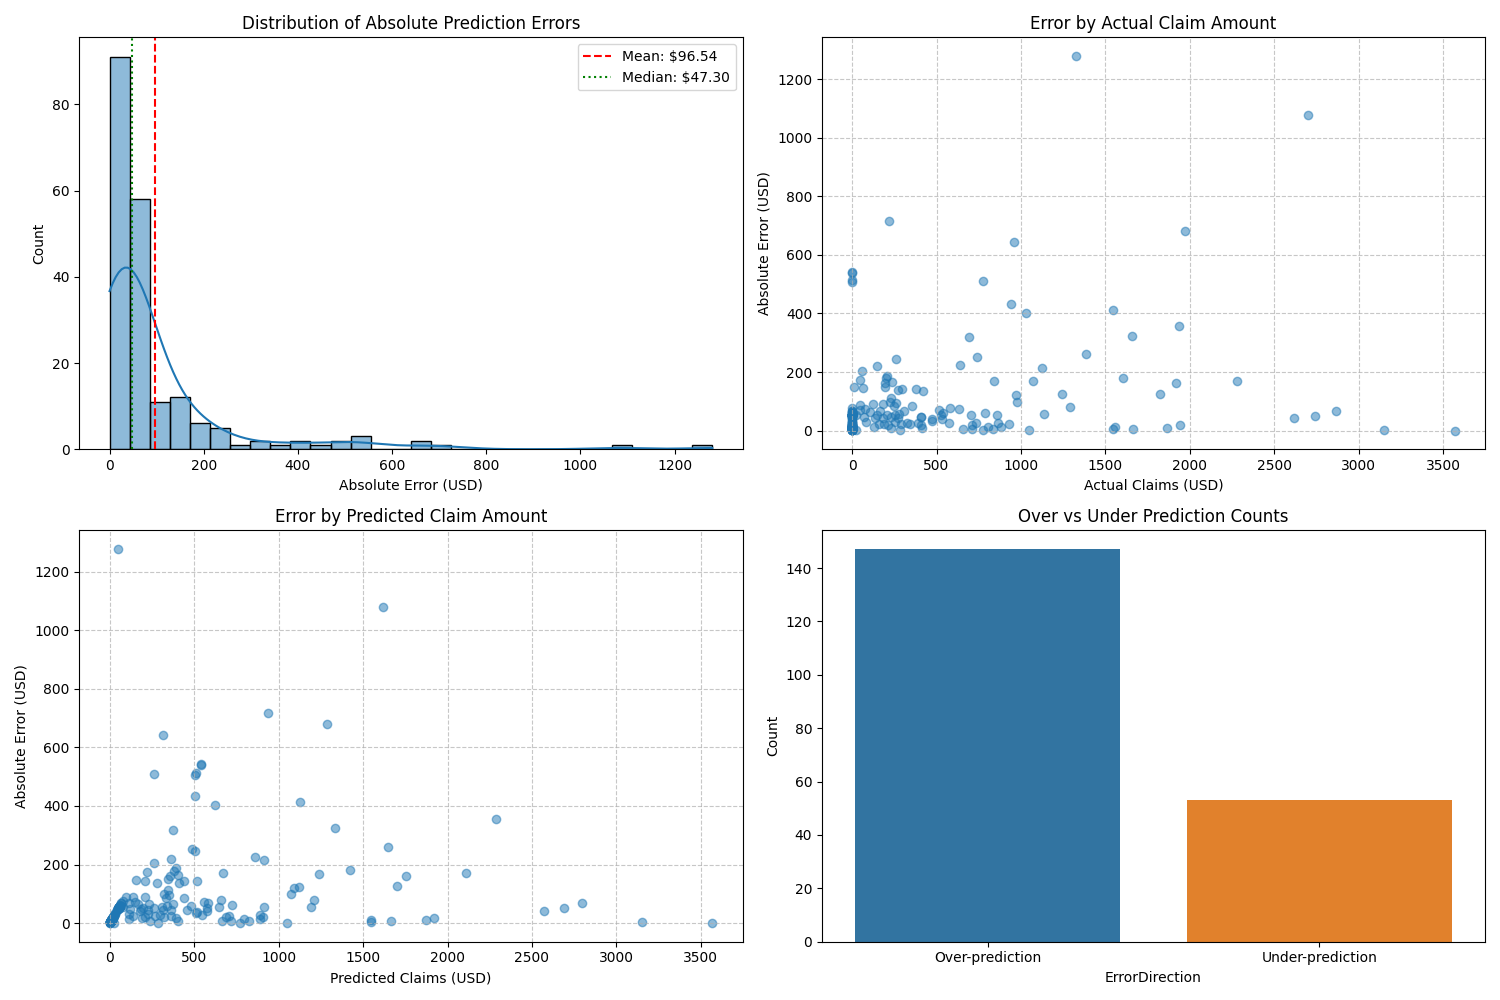 Distribution of Absolute Prediction Errors
Mean: $96.54
Median: $47.30
80
60
40
20
0
Count
0 200 400 600 800 1000 1200
Absolute Error (USD)
Error by Actual Claim Amount
1200
1000
800
600
400
200
0
Absolute Error (USD)
0 500 1000 1500 2000 2500 3000 3500
Actual Claims (USD)
Error by Predicted Claim Amount
1200
1000
800
600
400
200
0
Absolute Error (USD)
0 500 1000 1500 2000 2500 3000 3500
Predicted Claims (USD)
Over vs Under Prediction Counts
140
120
100
80
60
40
20
0
Count
Over-prediction Under-prediction
ErrorDirection